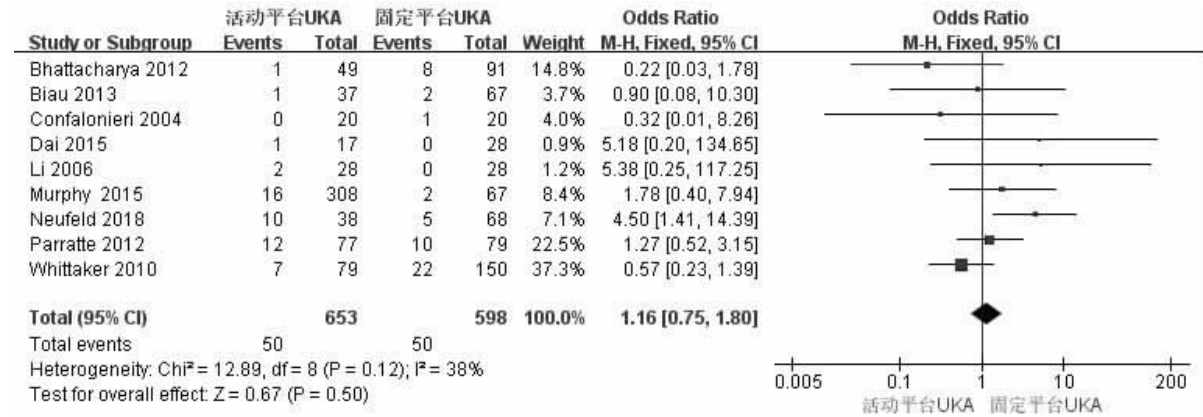 活动平台UKA 固定平台UKA Odds Ratio Odds Ratio
Study or Subgroup Events Total Events Total Weight M-H, Fixed, 95% CI M-H, Fixed, 95% CI
Bhattacharya 2012 1 49 8 91 14.8% 0.22 [0.03, 1.78]
Biau 2013 1 37 2 67 3.7% 0.90 [0.08, 10.30]
Confalonieri 2004 0 20 1 20 4.0% 0.32 [0.01, 8.26]
Dai 2015 1 17 0 28 0.9% 5.18 [0.20, 134.65]
Li 2006 2 28 0 28 1.2% 5.38 [0.25, 117.25]
Murphy 2015 16 308 2 67 8.4% 1.78 [0.40, 7.94]
Neufeld 2018 10 38 5 68 7.1% 4.50 [1.41, 14.39]
Parratte 2012 12 77 10 79 22.5% 1.27 [0.52, 3.15]
Whittaker 2010 7 79 22 150 37.3% 0.57 [0.23, 1.39]
Total (95% CI) 653 598 100.0% 1.16 [0.75, 1.80]
Total events 50 50
Heterogeneity: Chi² = 12.89, df = 8 (P = 0.12); I² = 38%
Test for overall effect: Z = 0.67 (P = 0.50)
0.005 0.1 1 10 200
活动平台UKA 固定平台UKA